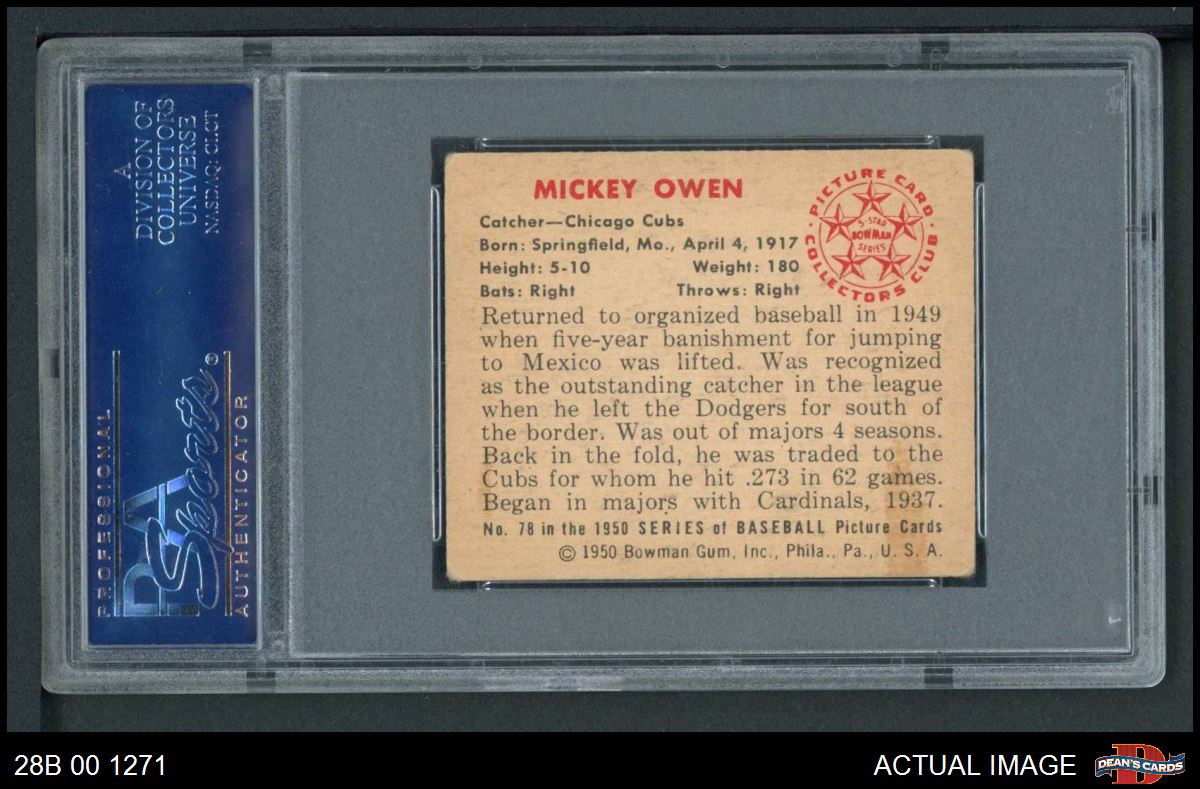 A
DIVISION OF
COLLECTORS
UNIVERSE
NASDAQ: CLCT
PROFESSIONAL
PSA
Sports®
AUTHENTICATOR
MICKEY OWEN
Catcher—Chicago Cubs
Born: Springfield, Mo., April 4, 1917
Height: 5-10 Weight: 180
Bats: Right Throws: Right
PICTURE CARD
COLLECTORS CLUB
5-STAR
BOWMAN
SERIES
Returned to organized baseball in 1949
when five-year banishment for jumping
to Mexico was lifted. Was recognized
as the outstanding catcher in the league
when he left the Dodgers for south of
the border. Was out of majors 4 seasons.
Back in the fold, he was traded to the
Cubs for whom he hit .273 in 62 games.
Began in majors with Cardinals, 1937.
No. 78 in the 1950 SERIES of BASEBALL Picture Cards
© 1950 Bowman Gum, Inc., Phila., Pa., U. S. A.
28B 00 1271
ACTUAL IMAGE
D
DEAN'S CARDS